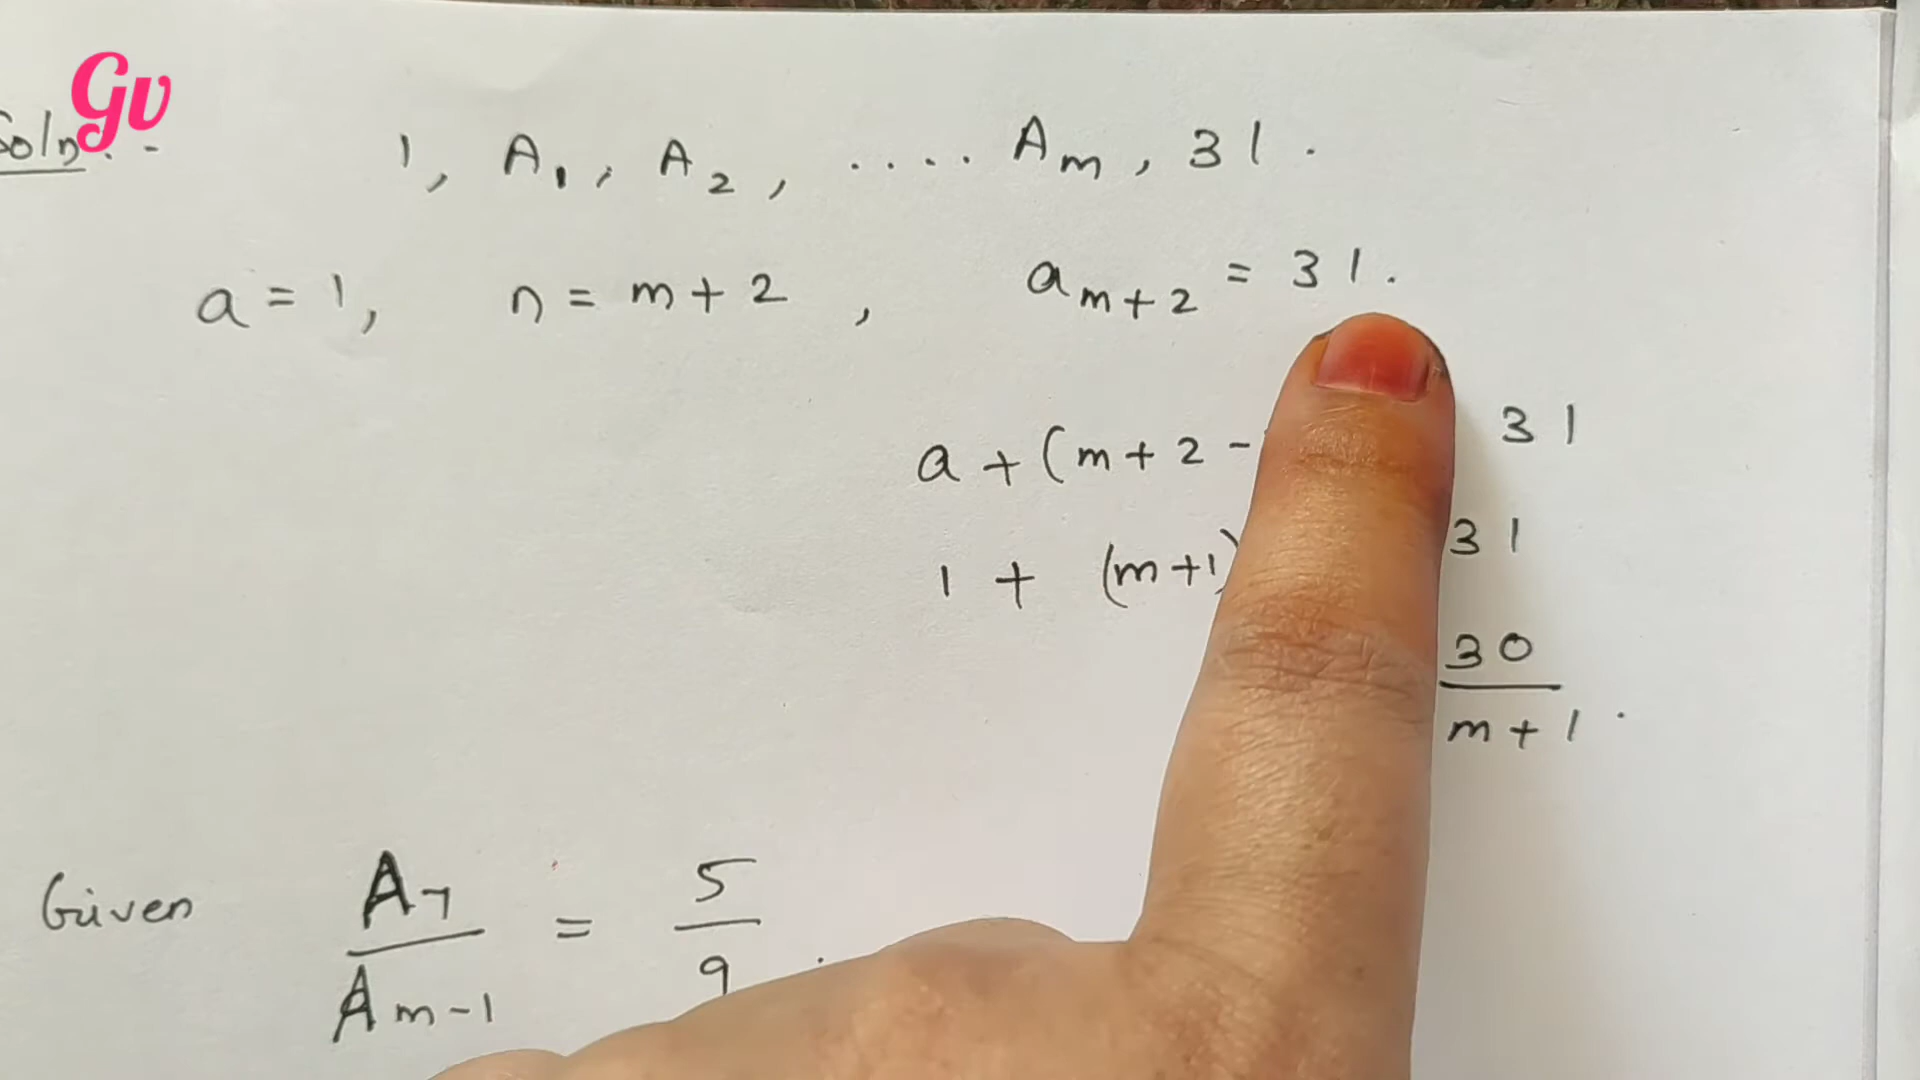 Gv
Soln:-
1, A₁, A₂, .... Aₘ, 31.
a = 1, n = m + 2, aₘ₊₂ = 31.
a + (m + 2 - 31
1 + (m+1) 31
30
m + 1.
Given A₇ / Aₘ₋₁ = 5 / 9.